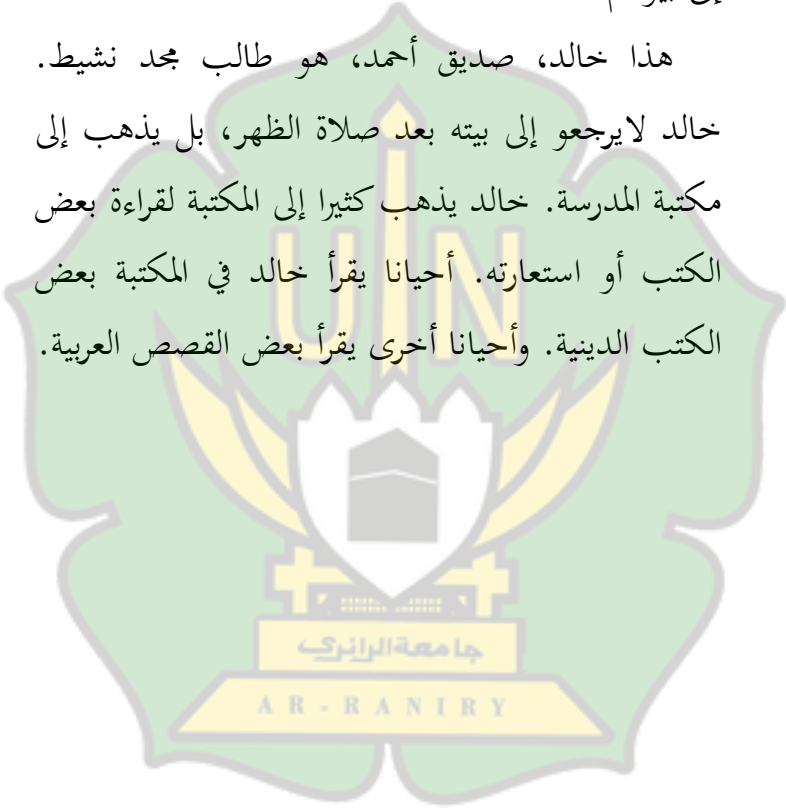 هذا خالد، صديق أحمد، هو طالب مجد نشيط.
خالد لايرجعو إلى بيته بعد صلاة الظهر، بل يذهب إلى
مكتبة المدرسة. خالد يذهب كثيرا إلى المكتبة لقراءة بعض
الكتب أو استعارته. أحيانا يقرأ خالد في المكتبة بعض
الكتب الدينية. وأحيانا أخرى يقرأ بعض القصص العربية.
UIN
جامعة الرانري
AR-RANIRY